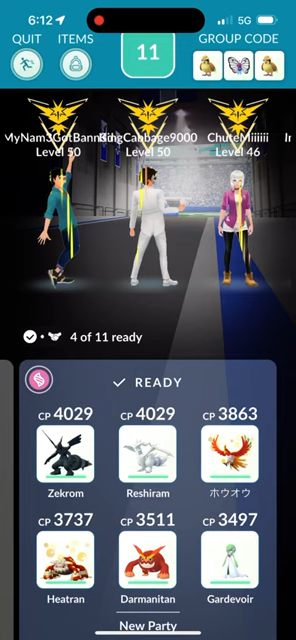 6:12
5G
QUIT
ITEMS
11
GROUP CODE
MyNam3GotBann
KingCabbage9000
ChuteMiiiiii
Level 50
Level 50
Level 46
4 of 11 ready
READY
CP 4029
CP 4029
CP 3863
Zekrom
Reshiram
ホウオウ
CP 3737
CP 3511
CP 3497
Heatran
Darmanitan
Gardevoir
New Party